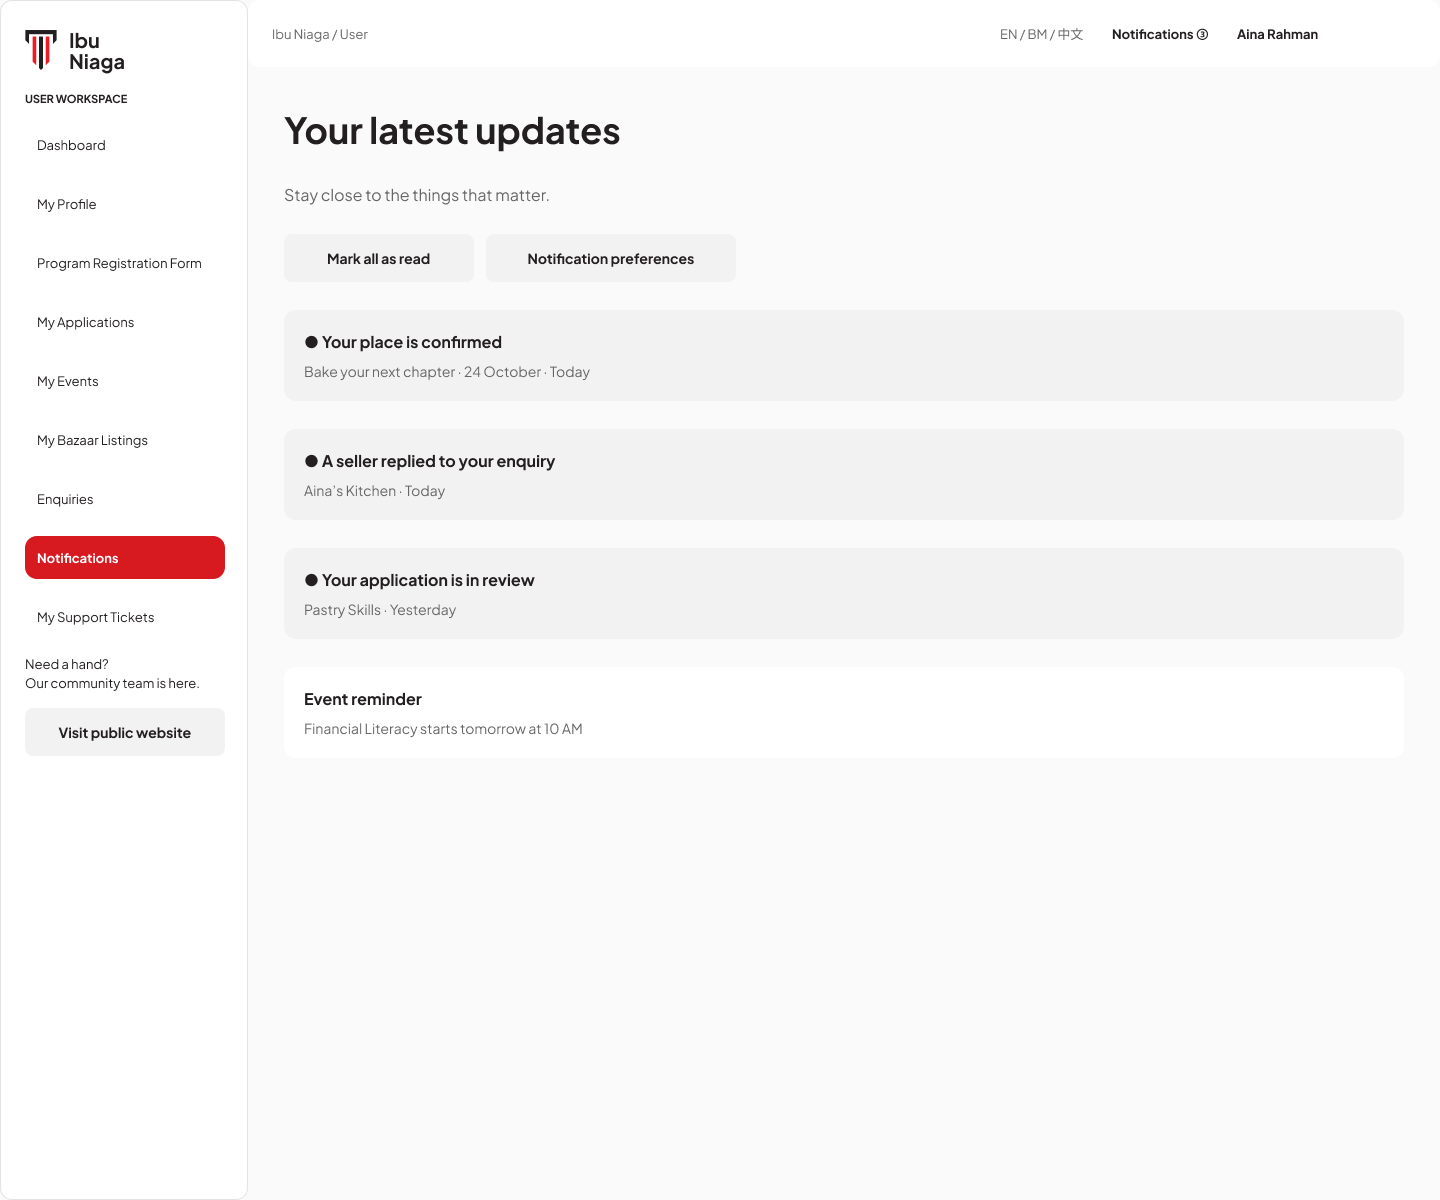 Ibu
Niaga
USER WORKSPACE
Dashboard
My Profile
Program Registration Form
My Applications
My Events
My Bazaar Listings
Enquiries
Notifications
My Support Tickets
Need a hand?
Our community team is here.
Visit public website
Ibu Niaga / User
EN / BM / 中文
Notifications ③
Aina Rahman
Your latest updates
Stay close to the things that matter.
Mark all as read
Notification preferences
● Your place is confirmed
Bake your next chapter · 24 October · Today
● A seller replied to your enquiry
Aina’s Kitchen · Today
● Your application is in review
Pastry Skills · Yesterday
Event reminder
Financial Literacy starts tomorrow at 10 AM